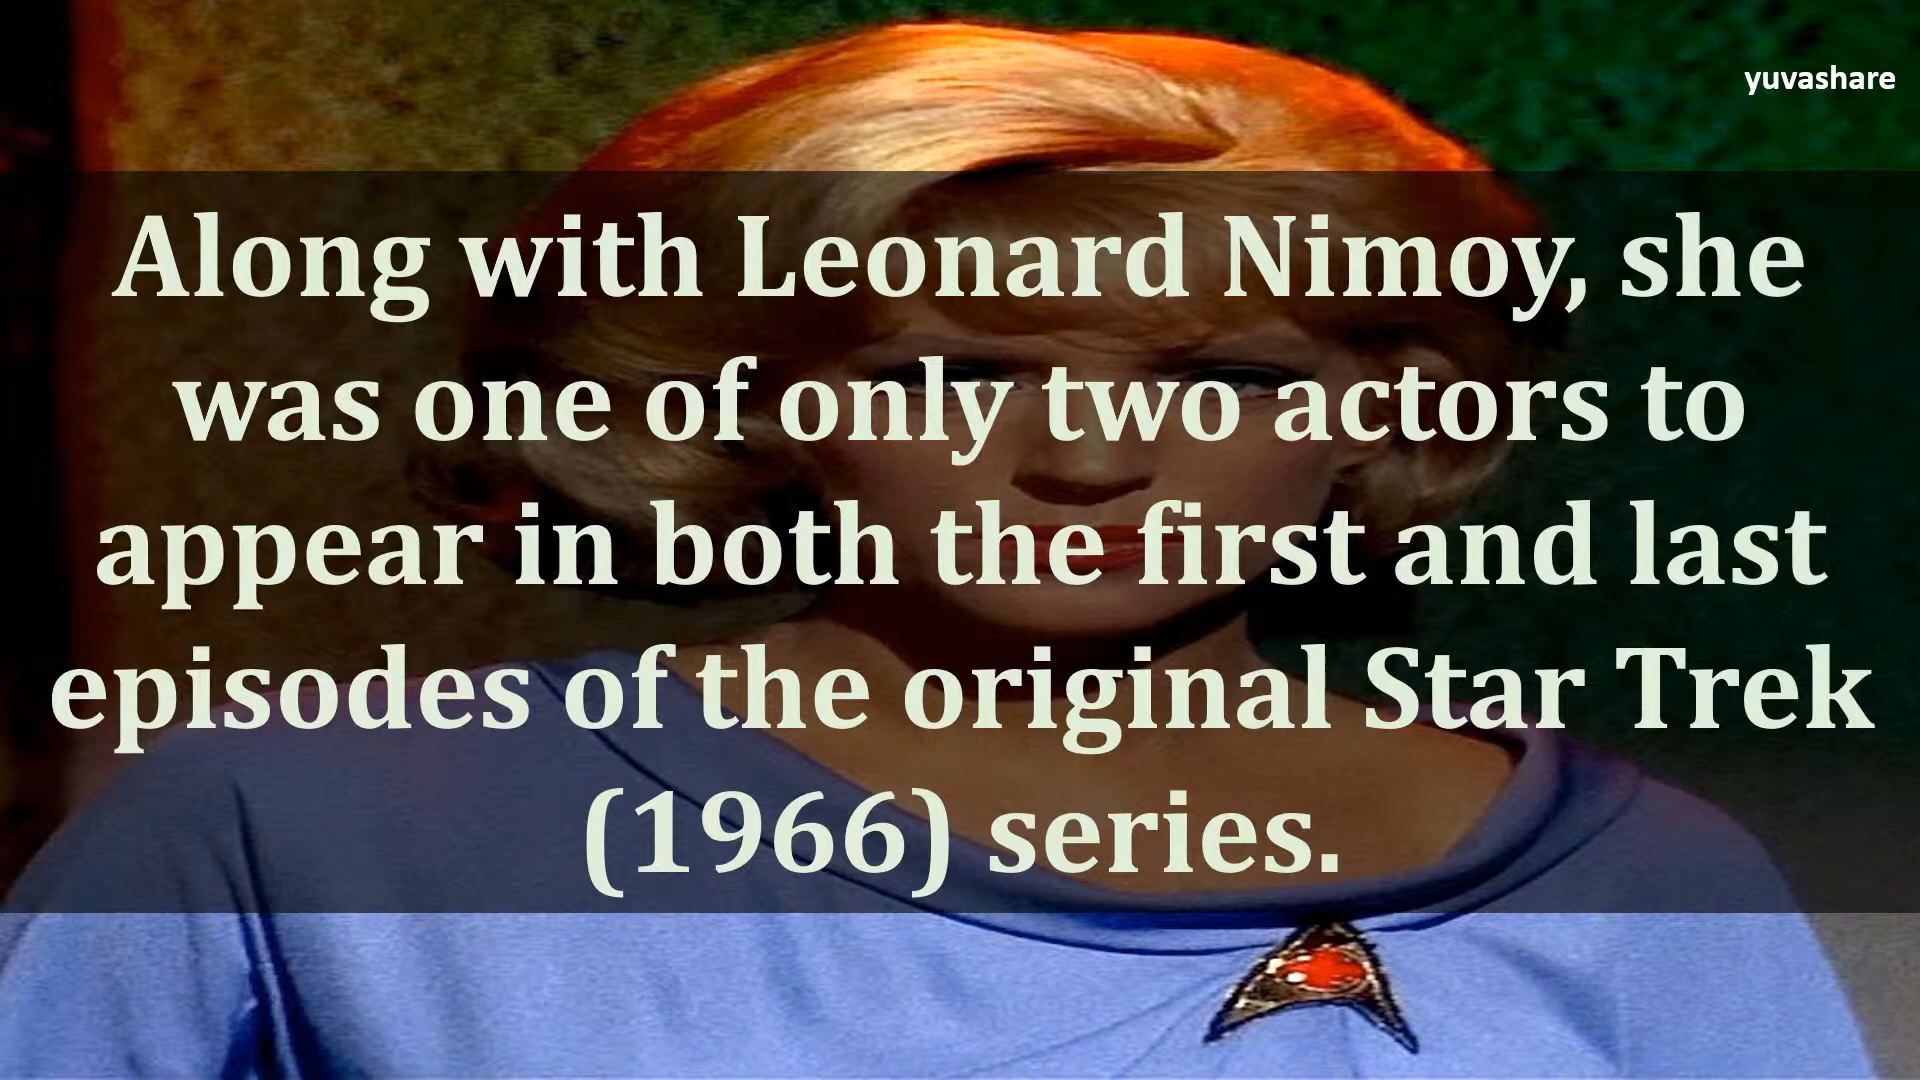 yuvashare
Along with Leonard Nimoy, she
was one of only two actors to
appear in both the first and last
episodes of the original Star Trek
(1966) series.